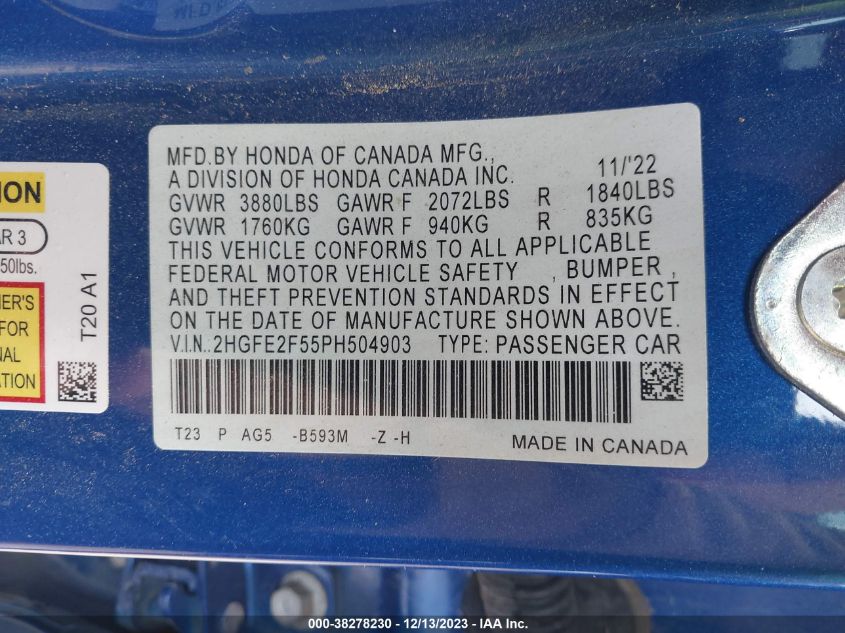 MFD.BY HONDA OF CANADA MFG.,
A DIVISION OF HONDA CANADA INC. 11/'22
GVWR 3880LBS GAWR F 2072LBS R 1840LBS
GVWR 1760KG GAWR F 940KG R 835KG
THIS VEHICLE CONFORMS TO ALL APPLICABLE
FEDERAL MOTOR VEHICLE SAFETY , BUMPER ,
AND THEFT PREVENTION STANDARDS IN EFFECT
ON THE DATE OF MANUFACTURE SHOWN ABOVE.
V.I.N.:2HGFE2F55PH504903 TYPE: PASSENGER CAR
T23 P AG5 -B593M -Z -H MADE IN CANADA
ION
AR 3
50lbs.
NER'S
FOR
NAL
ATION
T20 A1
000-38278230 - 12/13/2023 - IAA Inc.